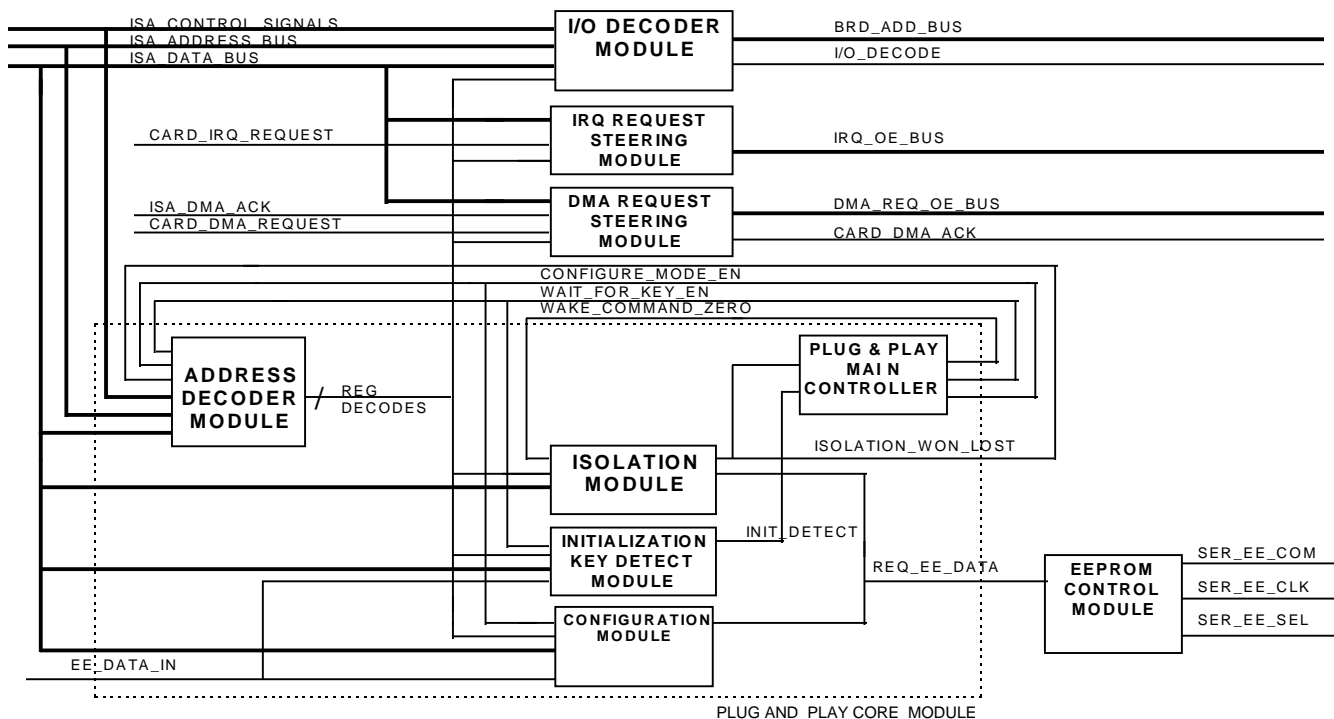 ISA_CONTROL_SIGNALS
ISA_ADDRESS_BUS
ISA_DATA_BUS
I/O DECODER
MODULE
BRD_ADD_BUS
I/O_DECODE
CARD_IRQ_REQUEST
IRQ REQUEST
STEERING
MODULE
IRQ_OE_BUS
ISA_DMA_ACK
CARD_DMA_REQUEST
DMA REQUEST
STEERING
MODULE
DMA_REQ_OE_BUS
CARD_DMA_ACK
CONFIGURE_MODE_EN
WAIT_FOR_KEY_EN
WAKE_COMMAND_ZERO
ADDRESS
DECODER
MODULE
/ REG
DECODES
PLUG & PLAY
MAIN
CONTROLLER
ISOLATION_WON_LOST
ISOLATION
MODULE
INITIALIZATION
KEY DETECT
MODULE
INIT_DETECT
REQ_EE_DATA
EEPROM
CONTROL
MODULE
SER_EE_COM
SER_EE_CLK
SER_EE_SEL
CONFIGURATION
MODULE
EE_DATA_IN
PLUG AND PLAY CORE MODULE